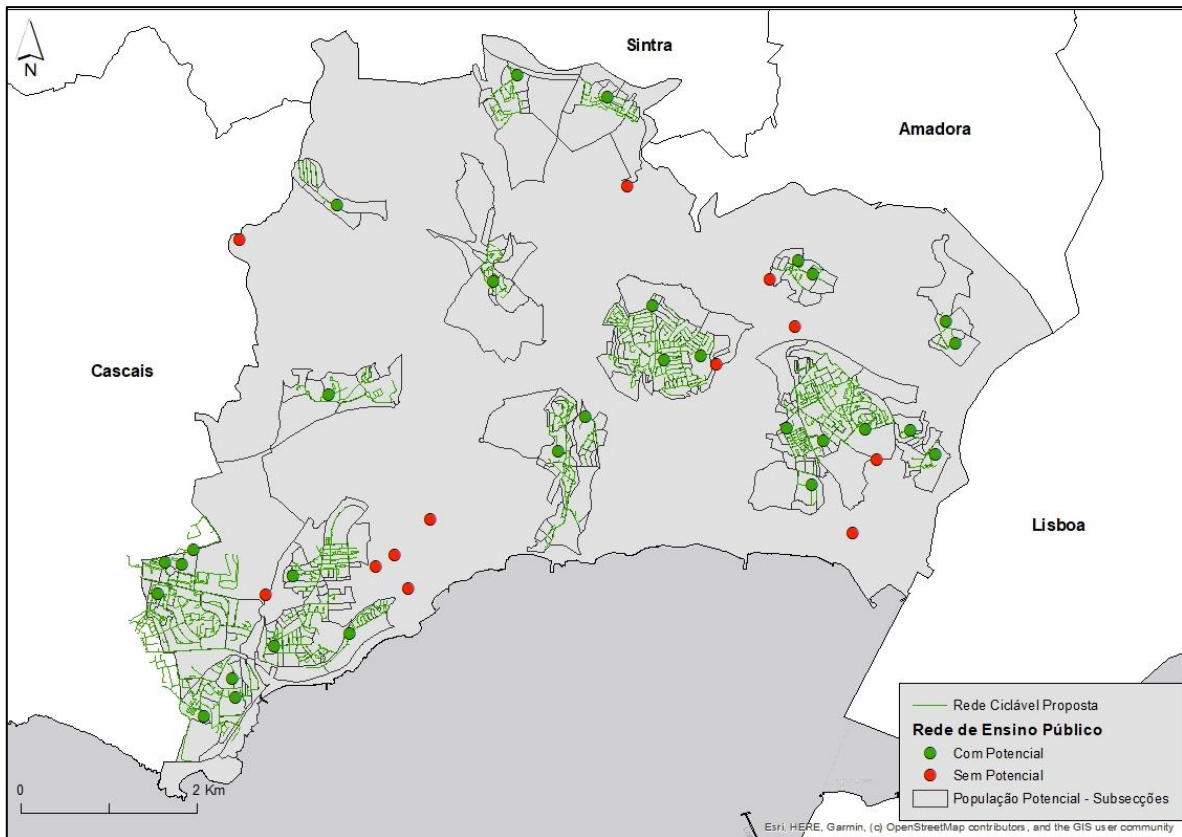 Sintra
N
Amadora
Cascais
Lisboa
Rede Ciclável Proposta
Rede de Ensino Público
Com Potencial
Sem Potencial
População Potencial - Subsecções
0
2 Km
Esri, HERE, Garmin, (c) OpenStreetMap contributors, and the GIS user community